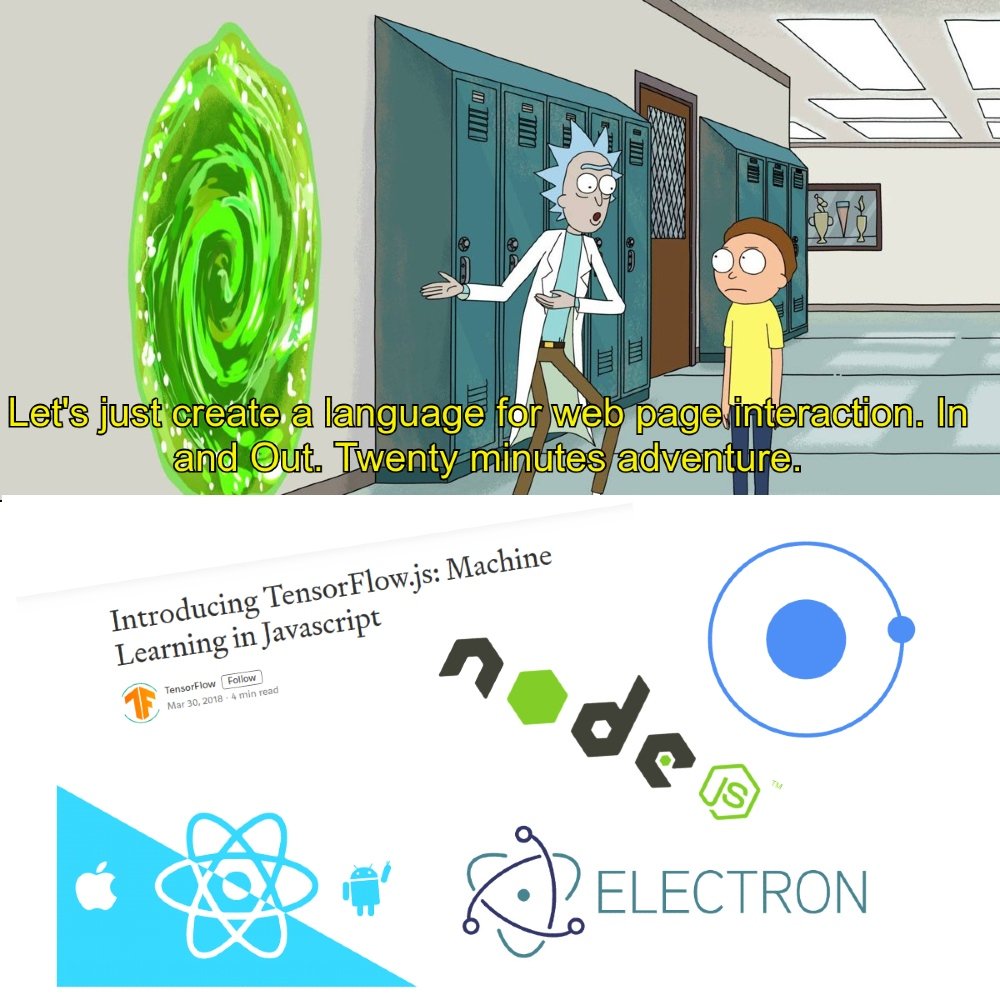 Let's just create a language for web page interaction. In
and Out. Twenty minutes adventure.
Introducing TensorFlow.js: Machine
Learning in Javascript
TensorFlow Follow
Mar 30, 2018 · 4 min read
node
JS
TM
ELECTRON